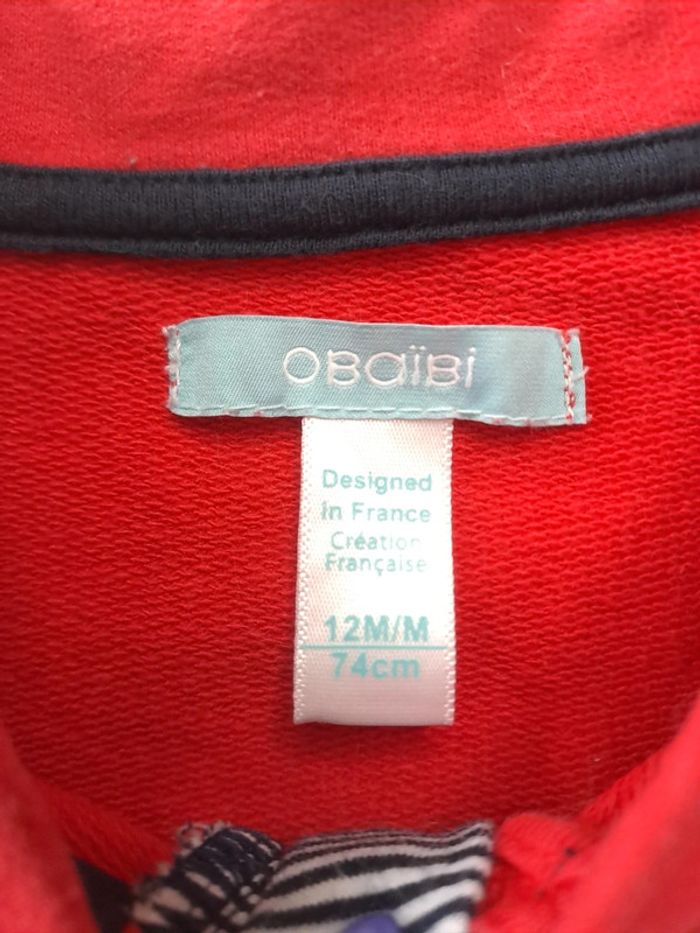 OBaïBi
Designed
in France
Création
Française
12M/M
74cm